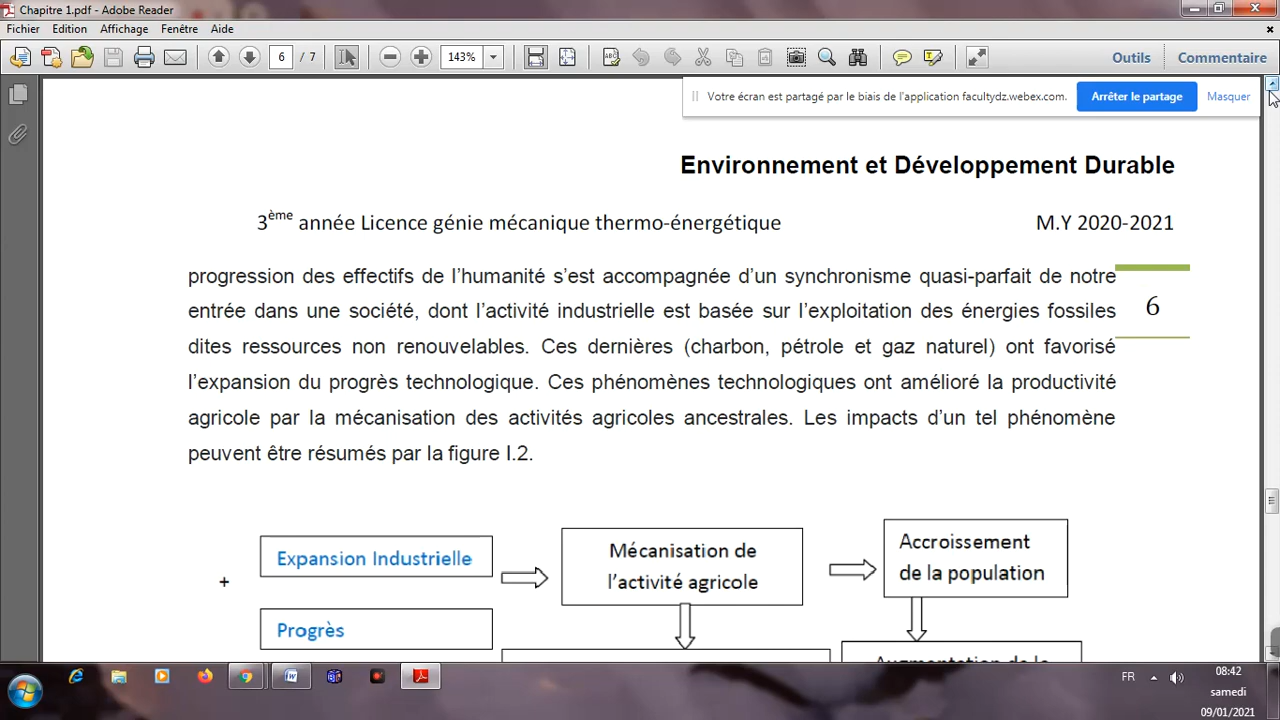 Chapitre 1.pdf - Adobe Reader
Fichier Edition Affichage Fenêtre Aide
6 / 7 143% Outils Commentaire
Votre écran est partagé par le biais de l'application facultydz.webex.com. Arrêter le partage Masquer
Environnement et Développement Durable
3ème année Licence génie mécanique thermo-énergétique M.Y 2020-2021
progression des effectifs de l'humanité s'est accompagnée d'un synchronisme quasi-parfait de notre
entrée dans une société, dont l'activité industrielle est basée sur l'exploitation des énergies fossiles
6
dites ressources non renouvelables. Ces dernières (charbon, pétrole et gaz naturel) ont favorisé
l'expansion du progrès technologique. Ces phénomènes technologiques ont amélioré la productivité
agricole par la mécanisation des activités agricoles ancestrales. Les impacts d'un tel phénomène
peuvent être résumés par la figure I.2.
+
Expansion Industrielle
Progrès
Mécanisation de
l'activité agricole
Accroissement
de la population
Augmentation de la
FR 08:42
samedi
09/01/2021